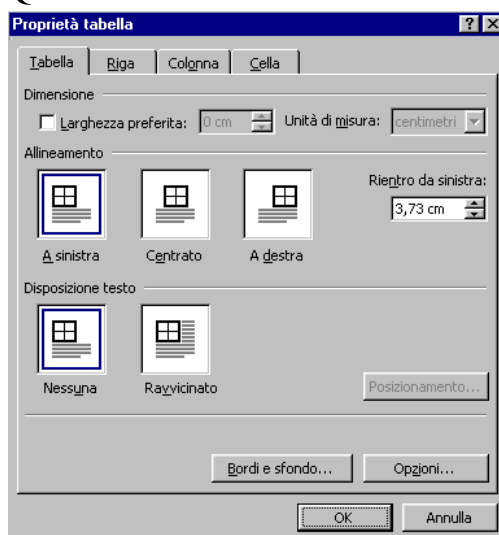 Proprietà tabella
Tabella Riga Colonna Cella
Dimensione
Larghezza preferita: 0 cm Unità di misura: centimetri
Allineamento
Rientro da sinistra:
3,73 cm
A sinistra Centrato A destra
Disposizione testo
Nessuna Ravvicinato Posizionamento...
Bordi e sfondo... Opzioni...
OK Annulla